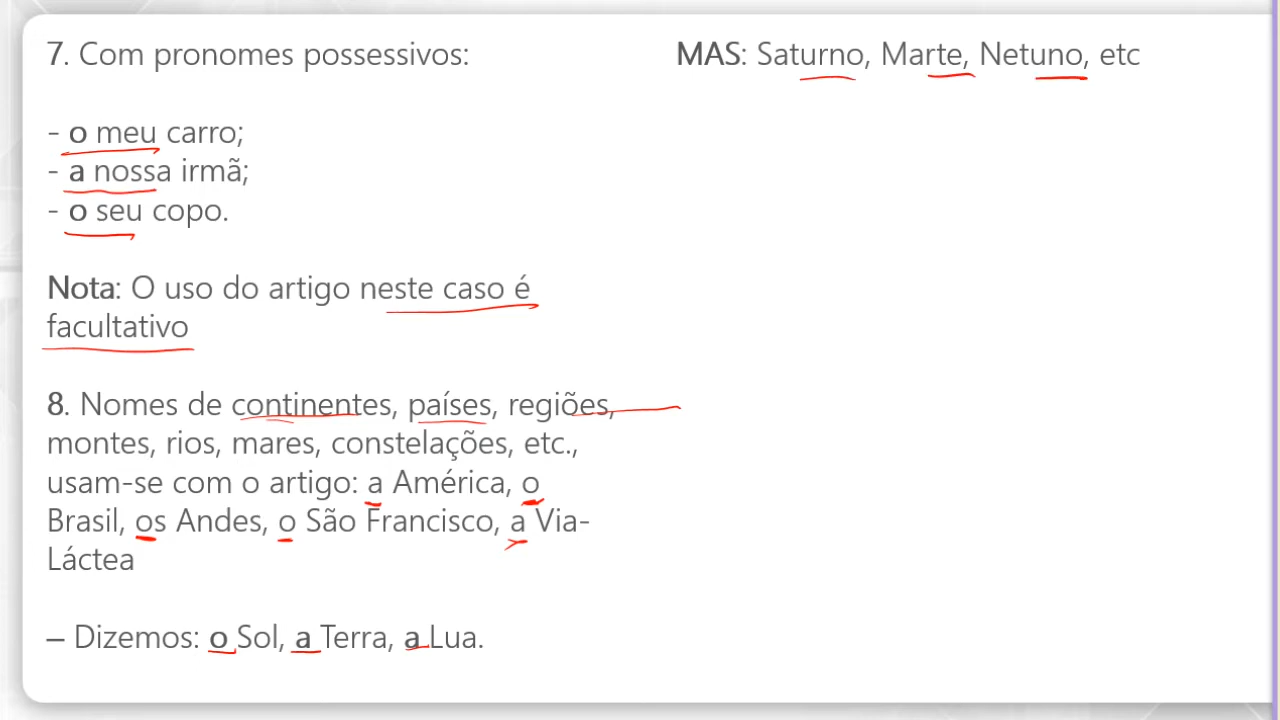 7. Com pronomes possessivos:
- o meu carro;
- a nossa irmã;
- o seu copo.
Nota: O uso do artigo neste caso é
facultativo
8. Nomes de continentes, países, regiões,
montes, rios, mares, constelações, etc.,
usam-se com o artigo: a América, o
Brasil, os Andes, o São Francisco, a Via-
Láctea
– Dizemos: o Sol, a Terra, a Lua.
MAS: Saturno, Marte, Netuno, etc